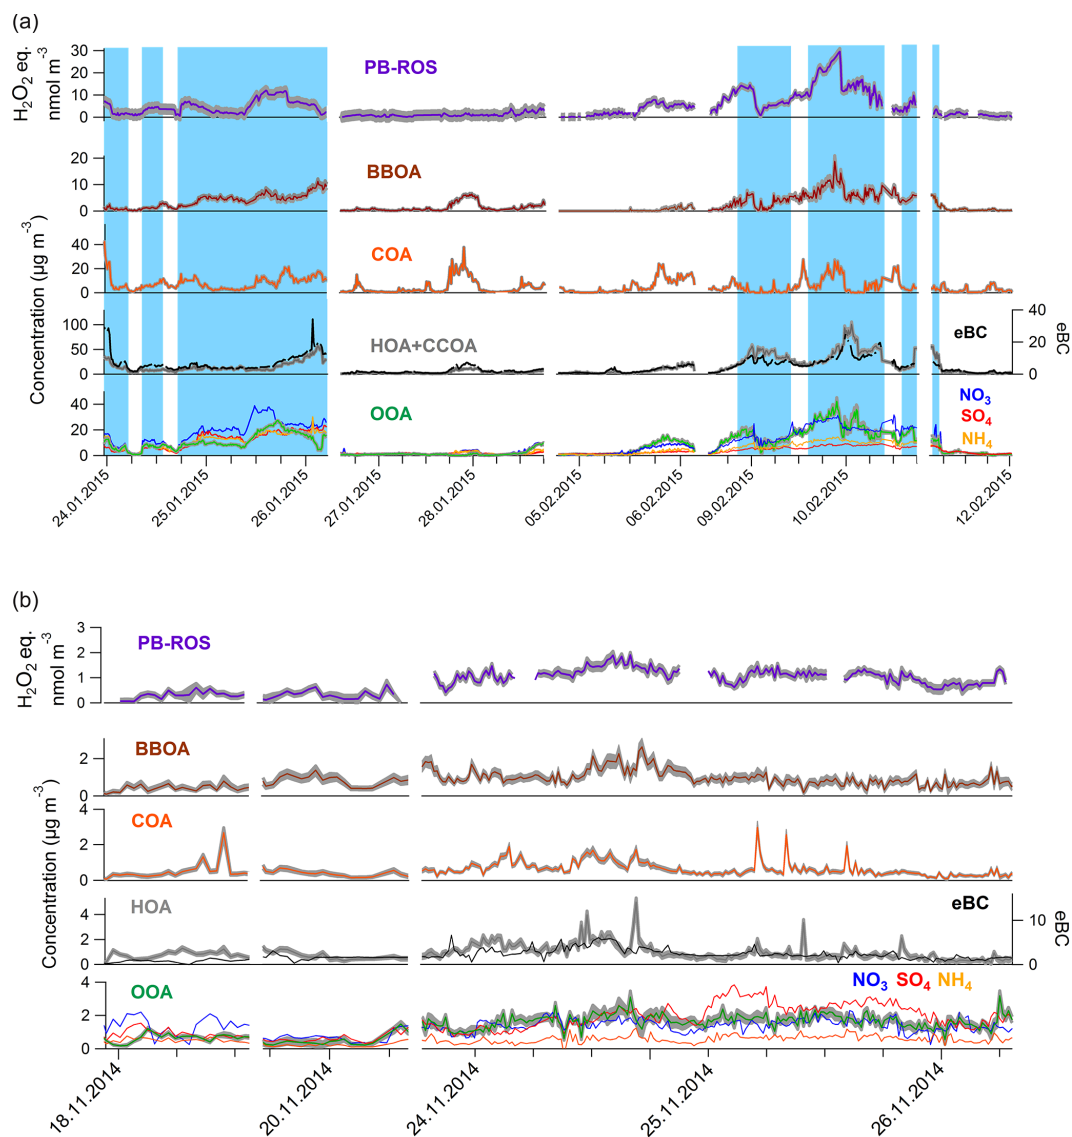 (a)
H2O2 eq.
nmol m-3
30
20
10
0
PB-ROS
Concentration (µg m-3)
20
10
0
BBOA
40
20
0
COA
100
50
0
HOA+CCOA
eBC
40
20
0
eBC
40
20
0
OOA
NO3
SO4
NH4
24.01.2015
25.01.2015
26.01.2015
27.01.2015
28.01.2015
05.02.2015
06.02.2015
09.02.2015
10.02.2015
12.02.2015
(b)
H2O2 eq.
nmol m-3
3
2
1
0
PB-ROS
Concentration (µg m-3)
2
0
BBOA
4
2
0
COA
4
2
0
HOA
eBC
10
0
eBC
4
2
0
OOA
NO3 SO4 NH4
18.11.2014
20.11.2014
24.11.2014
25.11.2014
26.11.2014